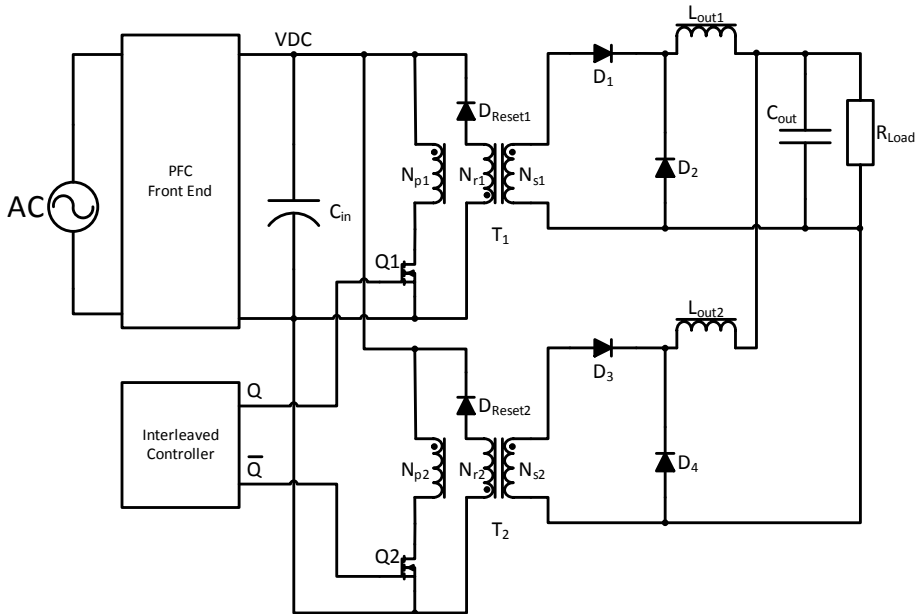 VDC
L_out1
D_1
D_Reset1
C_out
R_Load
PFC
Front End
N_p1
N_r1
N_s1
D_2
AC
C_in
T_1
Q1
L_out2
D_3
Q
D_Reset2
Interleaved
Controller
Q̅
N_p2
N_r2
N_s2
D_4
T_2
Q2